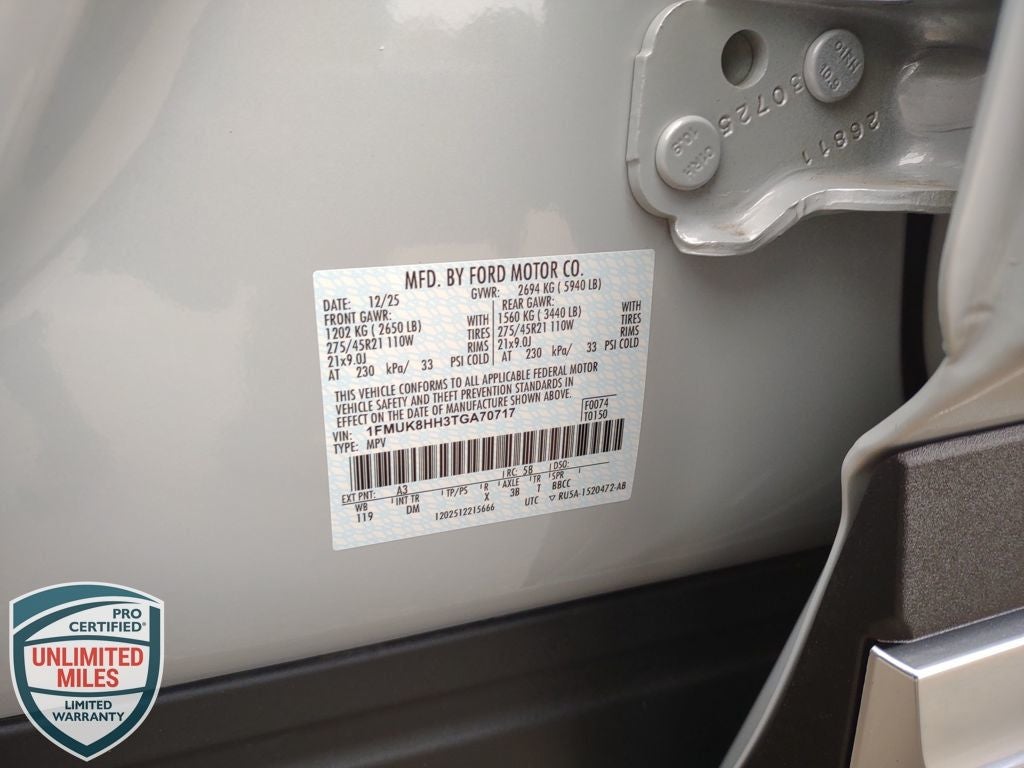 50725
26811
10.9
MFD. BY FORD MOTOR CO.
DATE: 12/25 GVWR: 2694 KG ( 5940 LB)
FRONT GAWR: REAR GAWR:
1202 KG ( 2650 LB) WITH 1560 KG ( 3440 LB) WITH
275/45R21 110W TIRES 275/45R21 110W TIRES
21x9.0J RIMS 21x9.0J RIMS
AT 230 kPa/ 33 PSI COLD AT 230 kPa/ 33 PSI COLD
THIS VEHICLE CONFORMS TO ALL APPLICABLE FEDERAL MOTOR
VEHICLE SAFETY AND THEFT PREVENTION STANDARDS IN
EFFECT ON THE DATE OF MANUFACTURE SHOWN ABOVE.
VIN: 1FMUK8HH3TGA70717 F0074
TYPE: MPV T0150
EXT PNT: A3 RC: 58 DSO:
WB INT TR TP/PS R AXLE TR SPR
119 DM X 3B T BBCC
1202512215666 UTC ▽ RU5A-1520472-AB
PRO
CERTIFIED®
UNLIMITED
MILES
LIMITED
WARRANTY